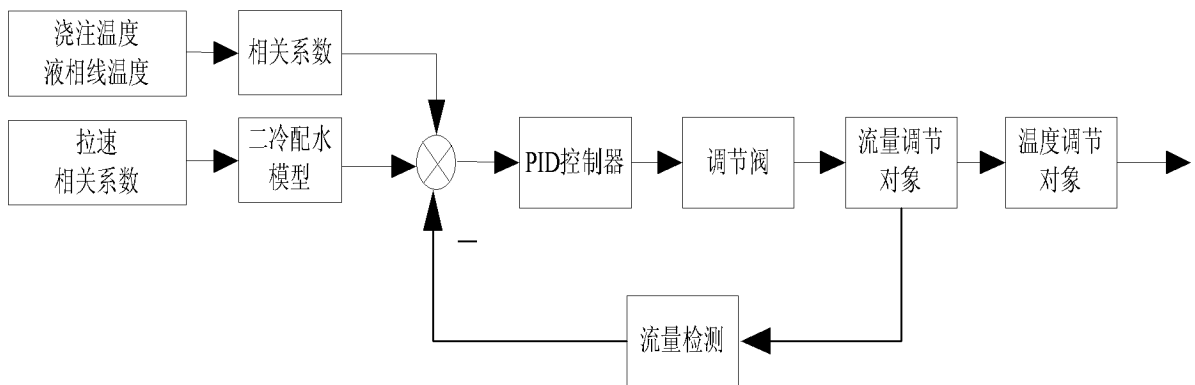 浇注温度
液相线温度
相关系数
拉速
相关系数
二冷配水
模型
PID控制器
调节阀
流量调节
对象
温度调节
对象
—
流量检测